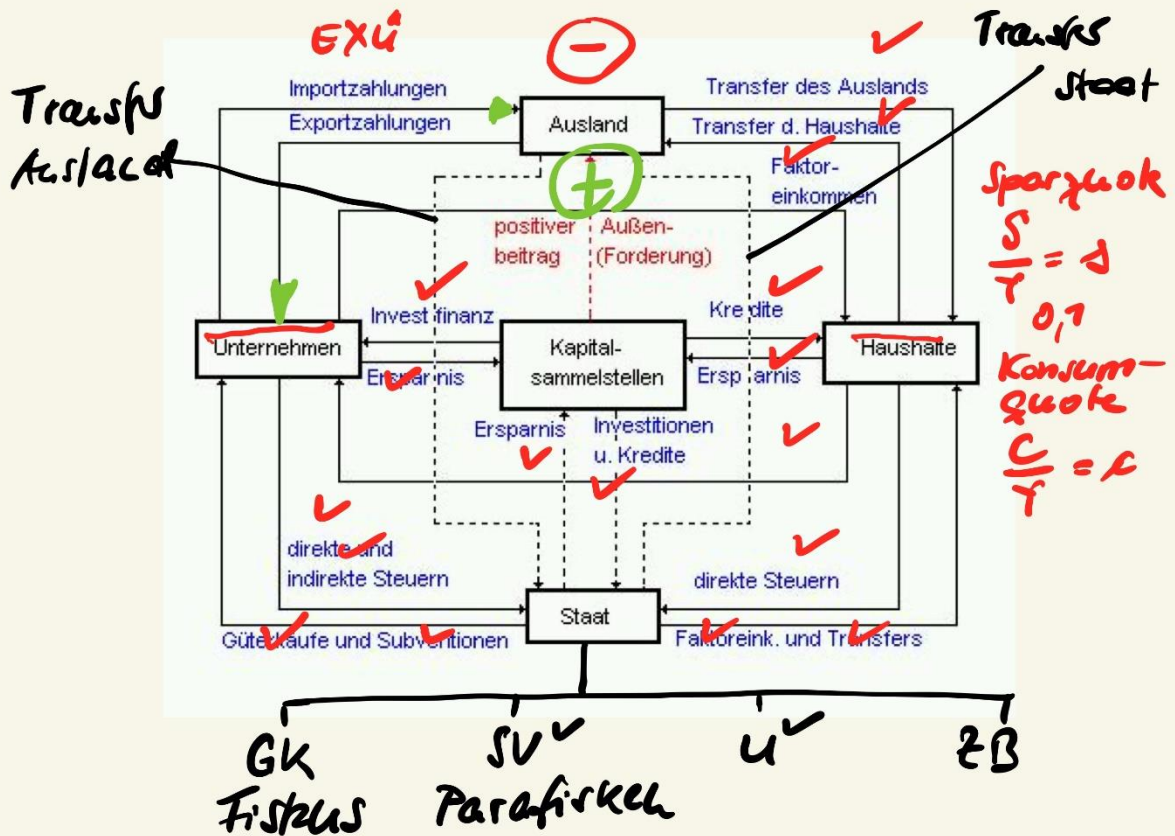 EXü
−
Transfers
Staat
Importzahlungen
Exportzahlungen
Transfers
Ausland
Ausland
Transfer des Auslands
Transfer d. Haushalte
Faktor-
einkommen
+
positiver
beitrag
Außen-
(Forderung)
Sparquote
S/Y = s
0,1
Konsum-
quote
C/Y = c
Invest finanz
Kredite
Unternehmen
Kapital-
sammelstellen
Haushalte
Ersparnis
Ersparnis
Ersparnis
Investitionen
u. Kredite
direkte und
indirekte Steuern
direkte Steuern
Staat
Güterkäufe und Subventionen
Faktoreink. und Transfers
GK
Fiskus
SV
Parafisken
U
ZB